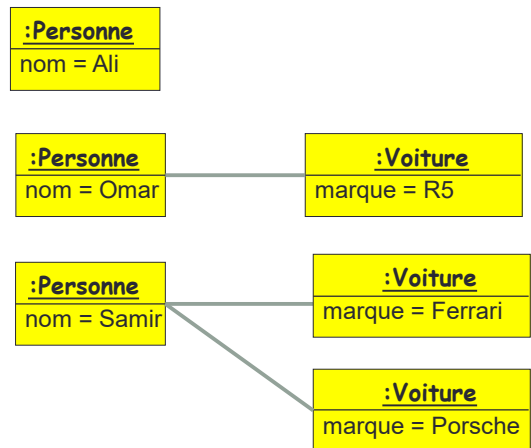 :Personne
nom = Ali
:Personne
nom = Omar
:Voiture
marque = R5
:Personne
nom = Samir
:Voiture
marque = Ferrari
:Voiture
marque = Porsche